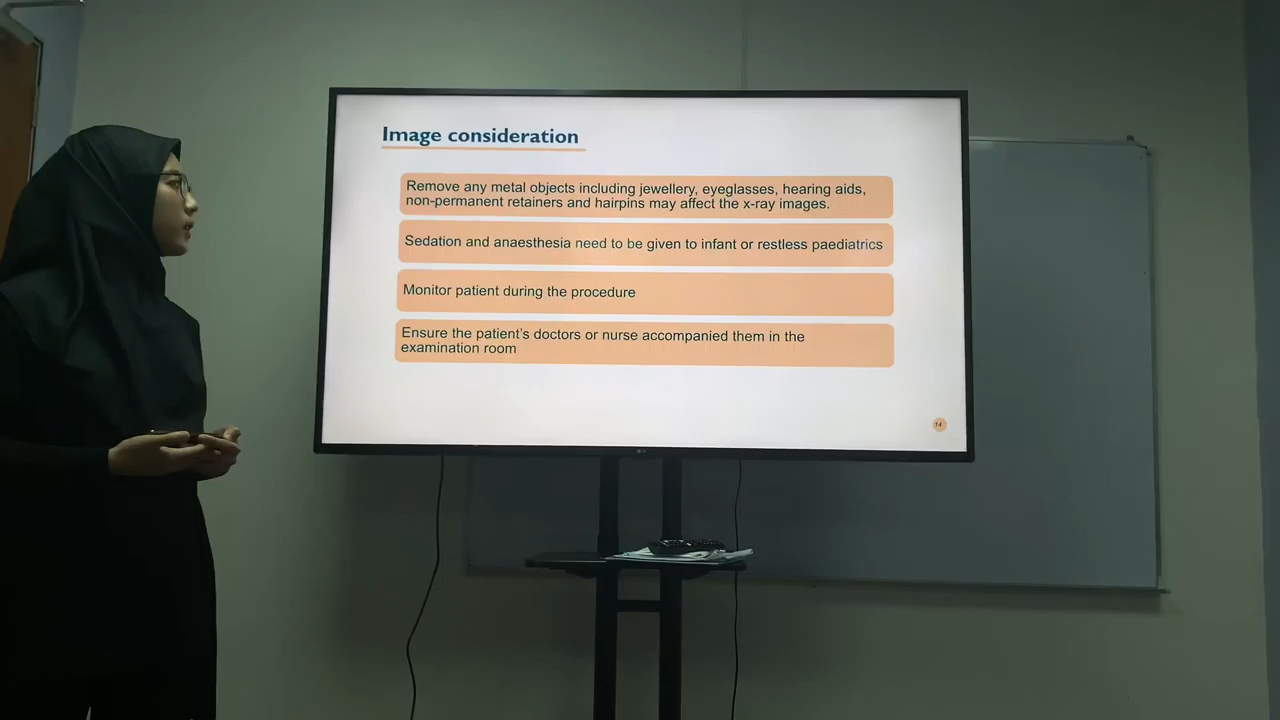 Image consideration
Remove any metal objects including jewellery, eyeglasses, hearing aids,
non-permanent retainers and hairpins may affect the x-ray images.
Sedation and anaesthesia need to be given to infant or restless paediatrics
Monitor patient during the procedure
Ensure the patient's doctors or nurse accompanied them in the
examination room
14
LG